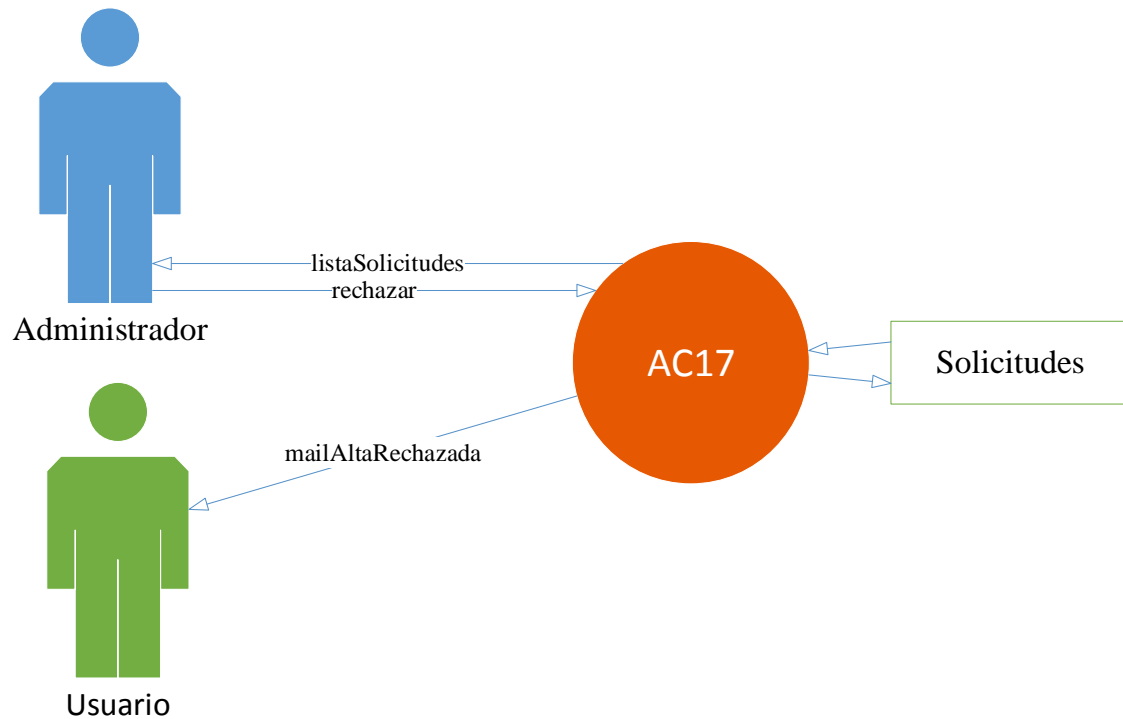 listaSolicitudes
rechazar
Administrador
AC17
Solicitudes
mailAltaRechazada
Usuario